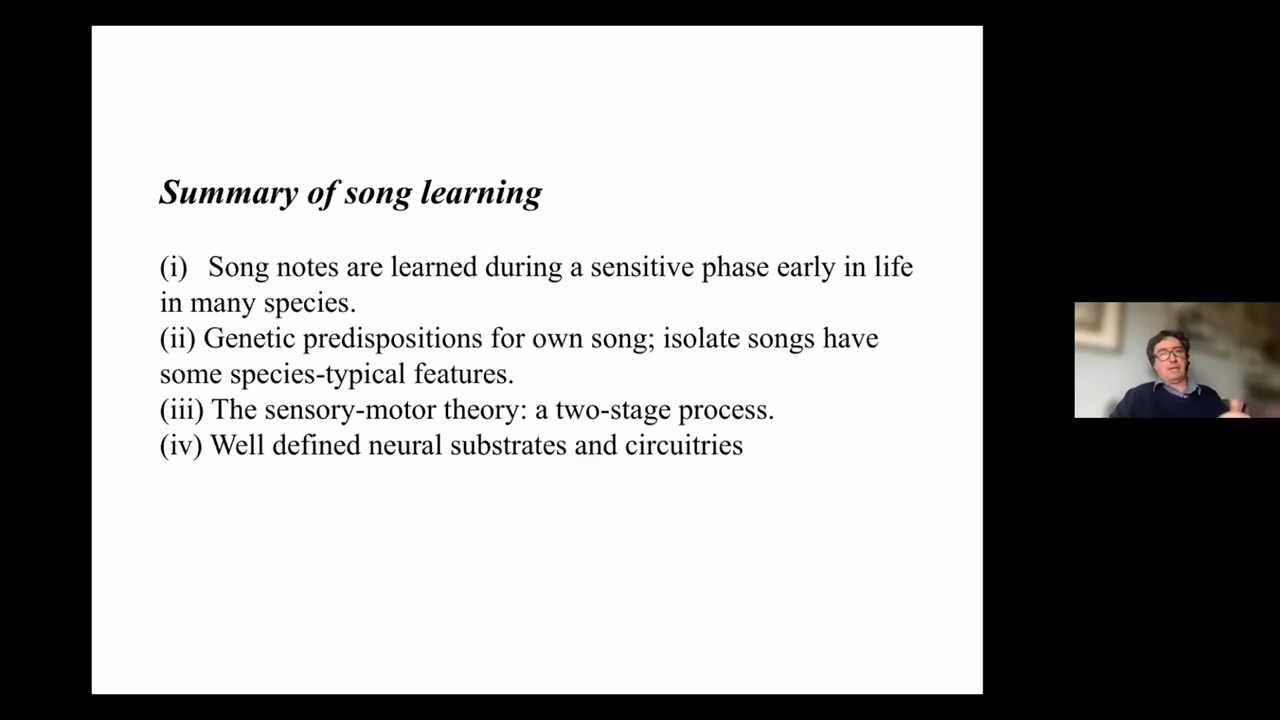 Summary of song learning
(i) Song notes are learned during a sensitive phase early in life
in many species.
(ii) Genetic predispositions for own song; isolate songs have
some species-typical features.
(iii) The sensory-motor theory: a two-stage process.
(iv) Well defined neural substrates and circuitries